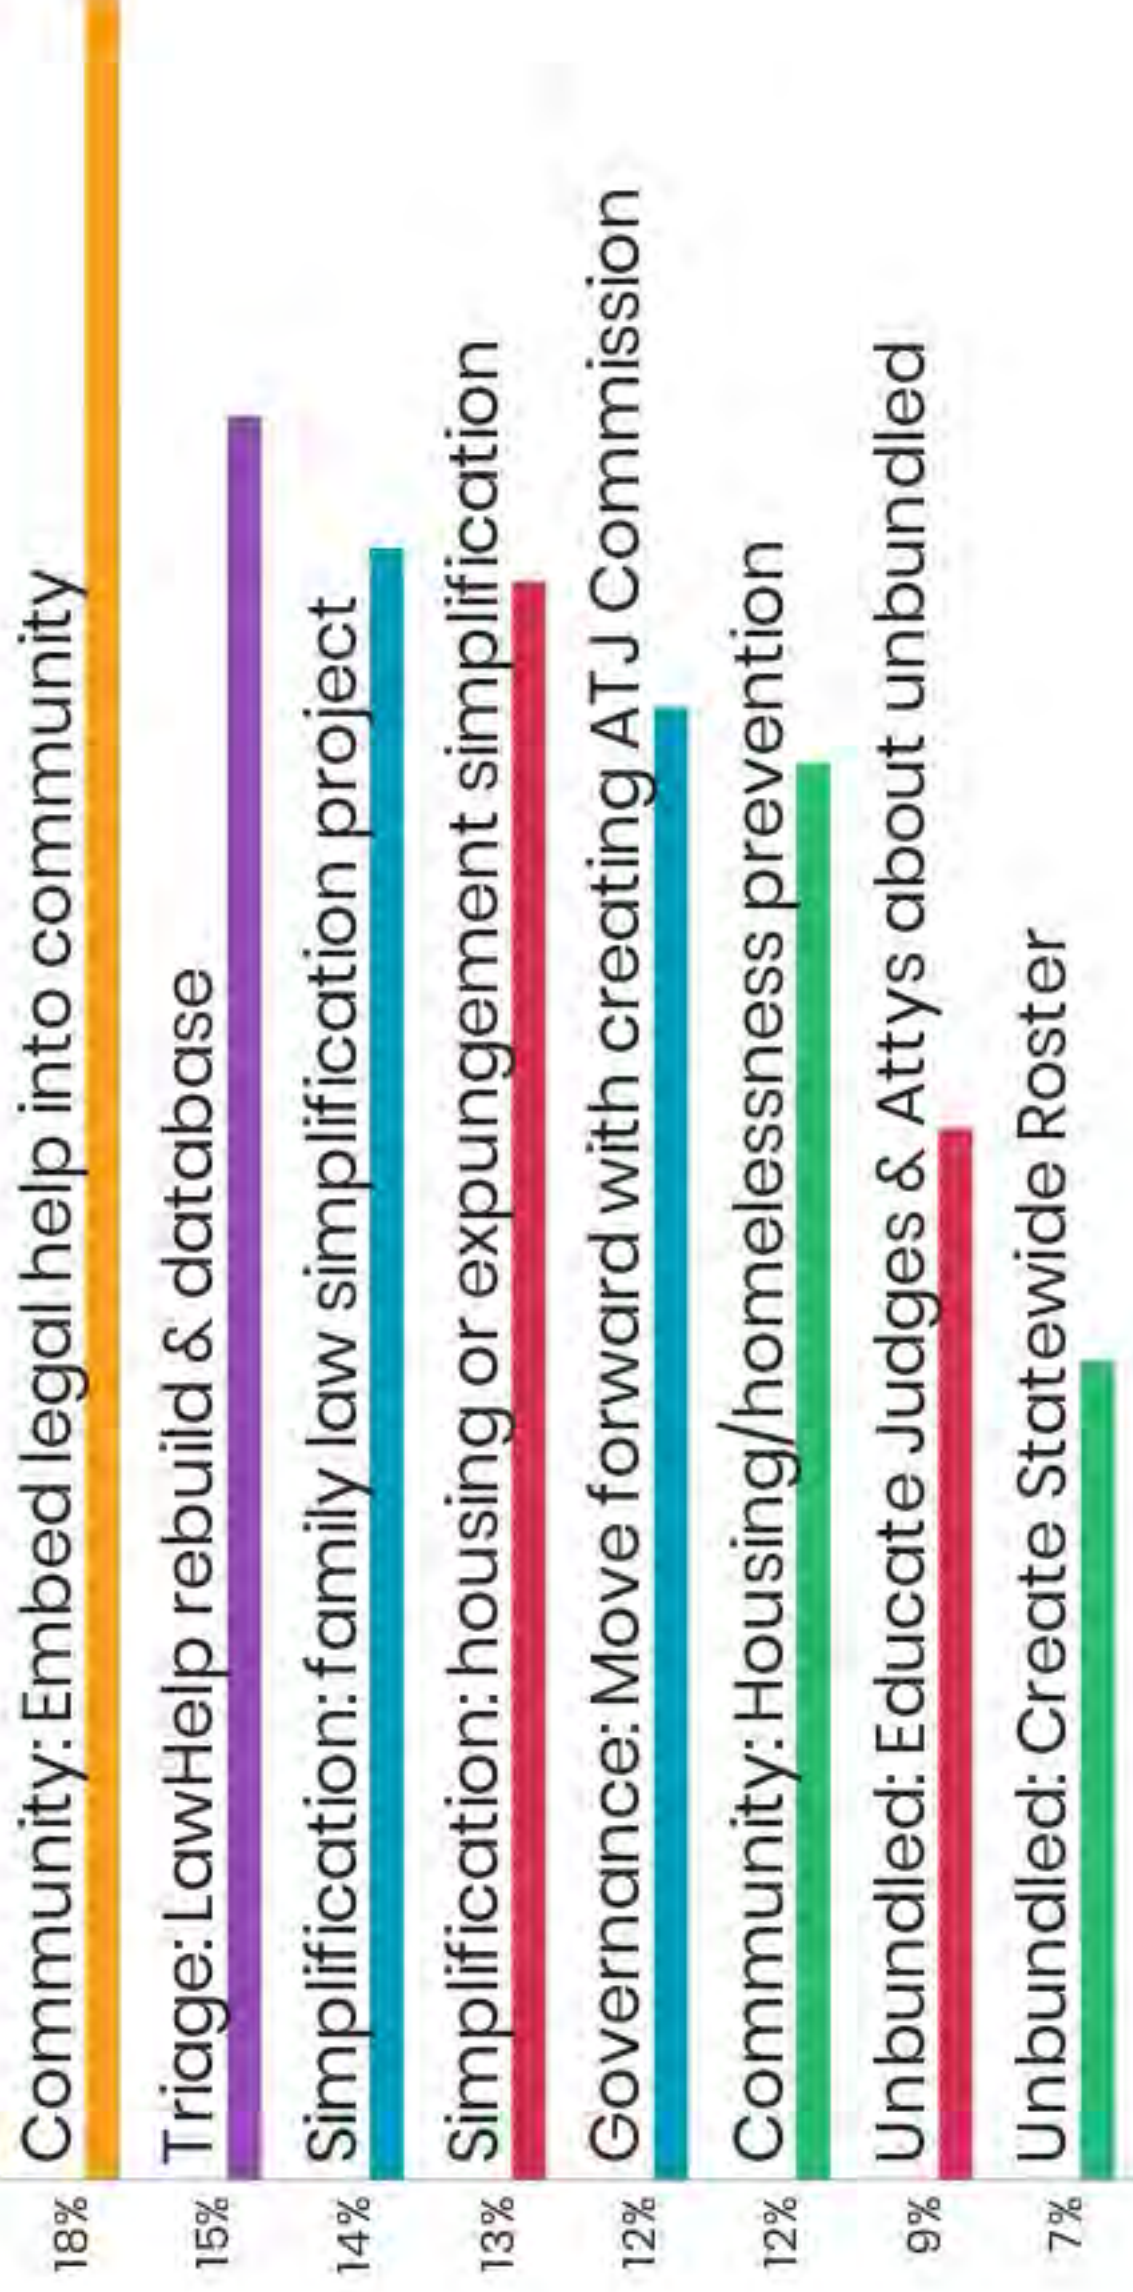 Community: Embed legal help into community
18%
Triage: LawHelp rebuild & database
15%
Simplification: family law simplification project
14%
Simplification: housing or expungement simplification
13%
Governance: Move forward with creating ATJ Commission
12%
Community: Housing/homelessness prevention
12%
Unbundled: Educate Judges & Attys about unbundled
9%
Unbundled: Create Statewide Roster
7%